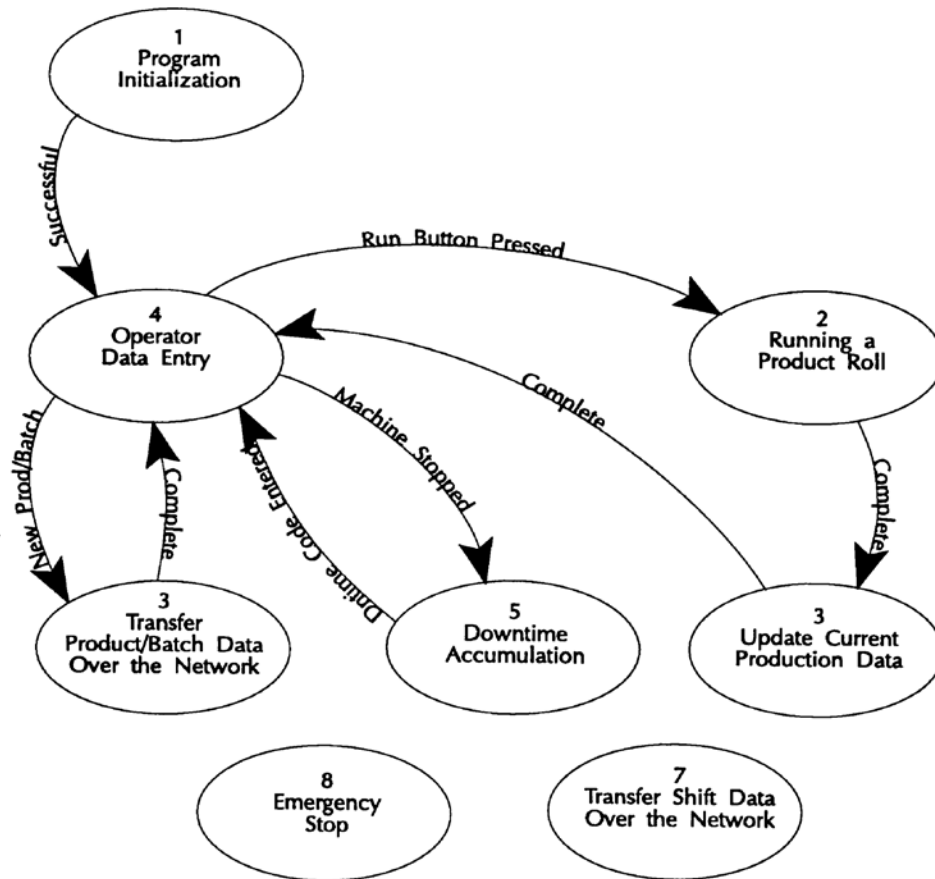 1
Program
Initialization
Successful
Run Button Pressed
4
Operator
Data Entry
2
Running a
Product Roll
Complete
Machine Stopped
New Prod/Batch
Complete
Dntime Code Entered
Complete
3
Transfer
Product/Batch Data
Over the Network
5
Downtime
Accumulation
3
Update Current
Production Data
8
Emergency
Stop
7
Transfer Shift Data
Over the Network